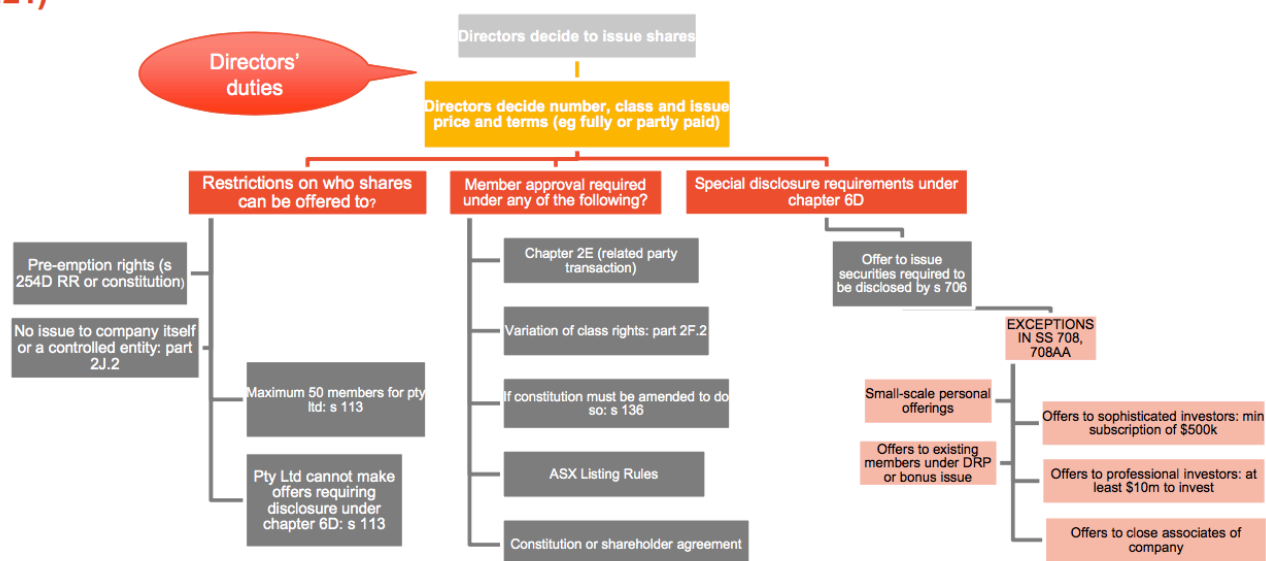 Directors decide to issue shares
Directors'
duties
Directors decide number, class and issue
price and terms (eg fully or partly paid)
Restrictions on who shares
can be offered to?
Pre-emption rights (s
254D RR or constitution)
No issue to company itself
or a controlled entity: part
2J.2
Maximum 50 members for pty
ltd: s 113
Pty Ltd cannot make
offers requiring
disclosure under
chapter 6D: s 113
Member approval required
under any of the following?
Chapter 2E (related party
transaction)
Variation of class rights: part 2F.2
If constitution must be amended to do
so: s 136
ASX Listing Rules
Constitution or shareholder agreement
Special disclosure requirements under
chapter 6D
Offer to issue
securities required to
be disclosed by s 706
EXCEPTIONS
IN SS 708,
708AA
Small-scale personal
offerings
Offers to sophisticated investors: min
subscription of $500k
Offers to existing
members under DRP
or bonus issue
Offers to professional investors: at
least $10m to invest
Offers to close associates of
company